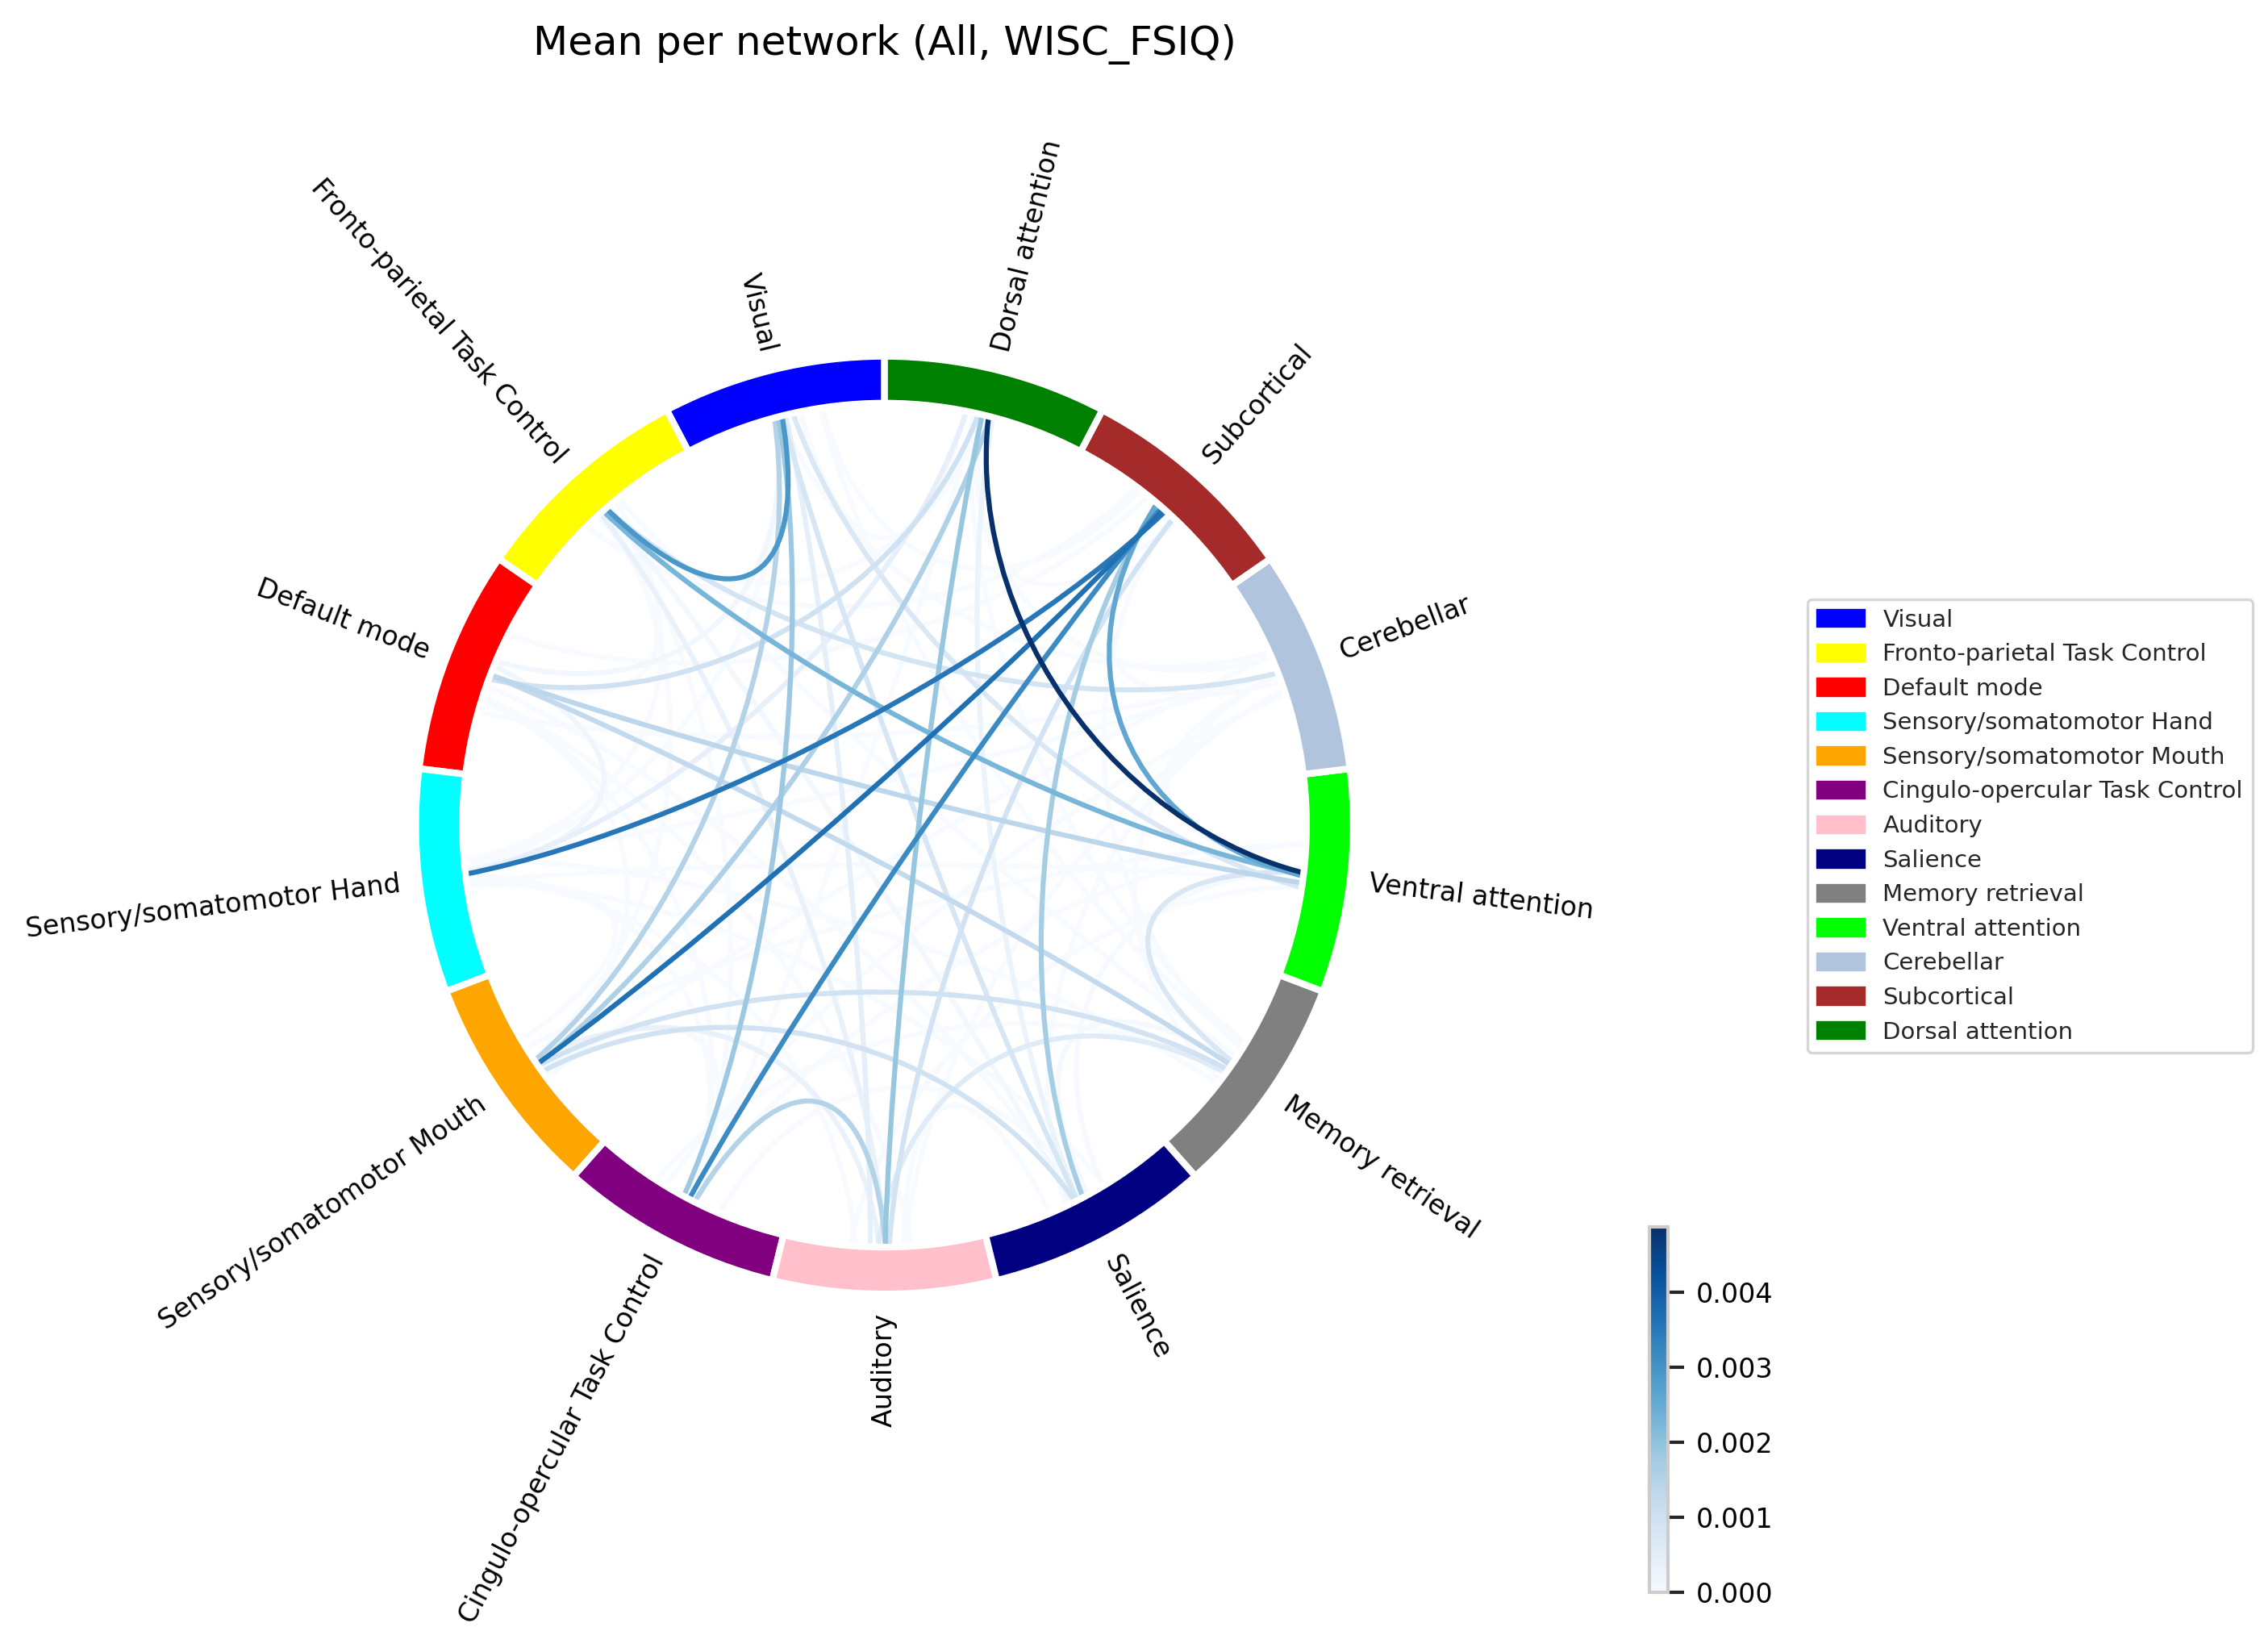 Mean per network (All, WISC_FSIQ)
Dorsal attention
Visual
Fronto-parietal Task Control
Subcortical
Default mode
Cerebellar
Sensory/somatomotor Hand
Ventral attention
Sensory/somatomotor Mouth
Memory retrieval
Cingulo-opercular Task Control
Salience
Auditory
Visual
Fronto-parietal Task Control
Default mode
Sensory/somatomotor Hand
Sensory/somatomotor Mouth
Cingulo-opercular Task Control
Auditory
Salience
Memory retrieval
Ventral attention
Cerebellar
Subcortical
Dorsal attention
0.004
0.003
0.002
0.001
0.000